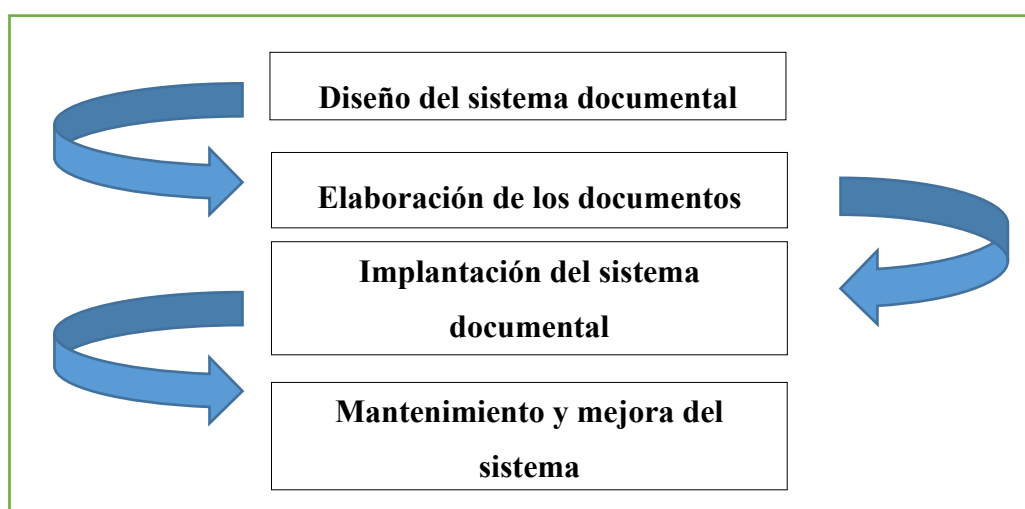 Diseño del sistema documental
Elaboración de los documentos
Implantación del sistema
documental
Mantenimiento y mejora del
sistema